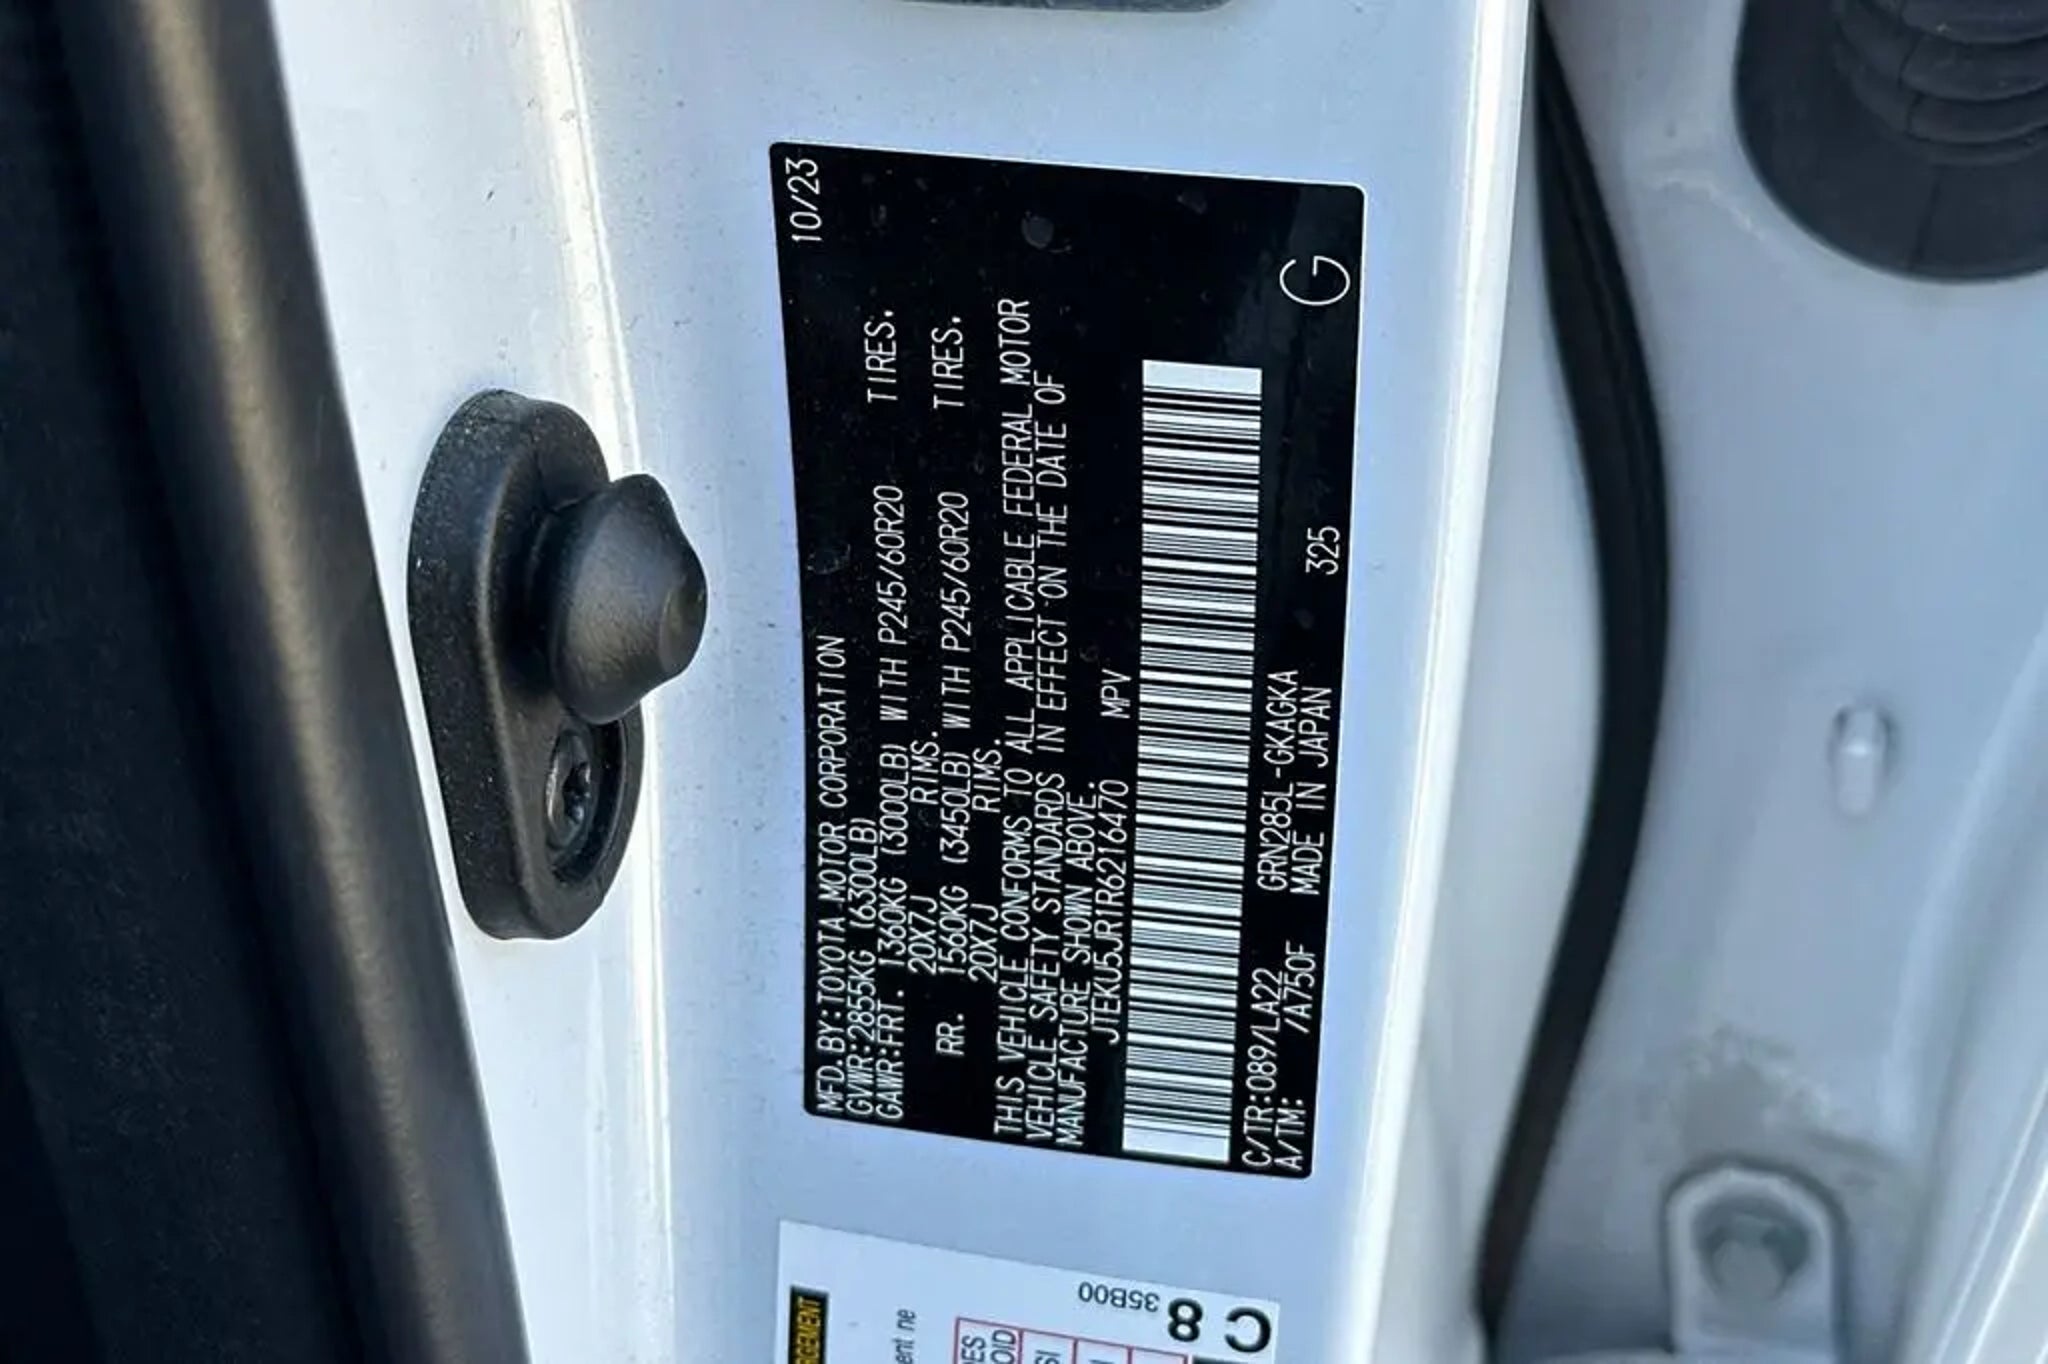 MFD.BY:TOYOTA MOTOR CORPORATION 10/23
GVWR:2855KG (6300LB)
GAWR:FRT. 1360KG (3000LB) WITH P245/60R20 TIRES.
20X7J RIMS.
RR. 1560KG (3450LB) WITH P245/60R20 TIRES.
20X7J RIMS.
THIS VEHICLE CONFORMS TO ALL APPLICABLE FEDERAL MOTOR
VEHICLE SAFETY STANDARDS IN EFFECT ON THE DATE OF
MANUFACTURE SHOWN ABOVE.
JTEKU5JR1R6216470 MPV
C/TR:089/LA22 GRN285L-GKAGKA
A/TM: /A750F MADE IN JAPAN 325 G
35B00
C8